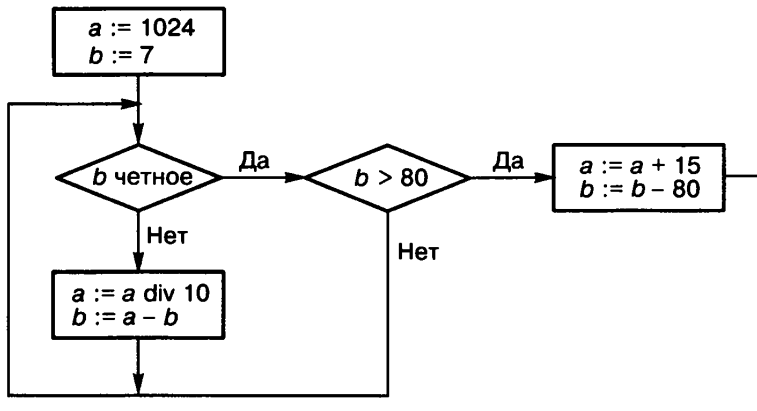 a := 1024
b := 7
b четное
Да
b > 80
Да
a := a + 15
b := b – 80
Нет
Нет
a := a div 10
b := a – b